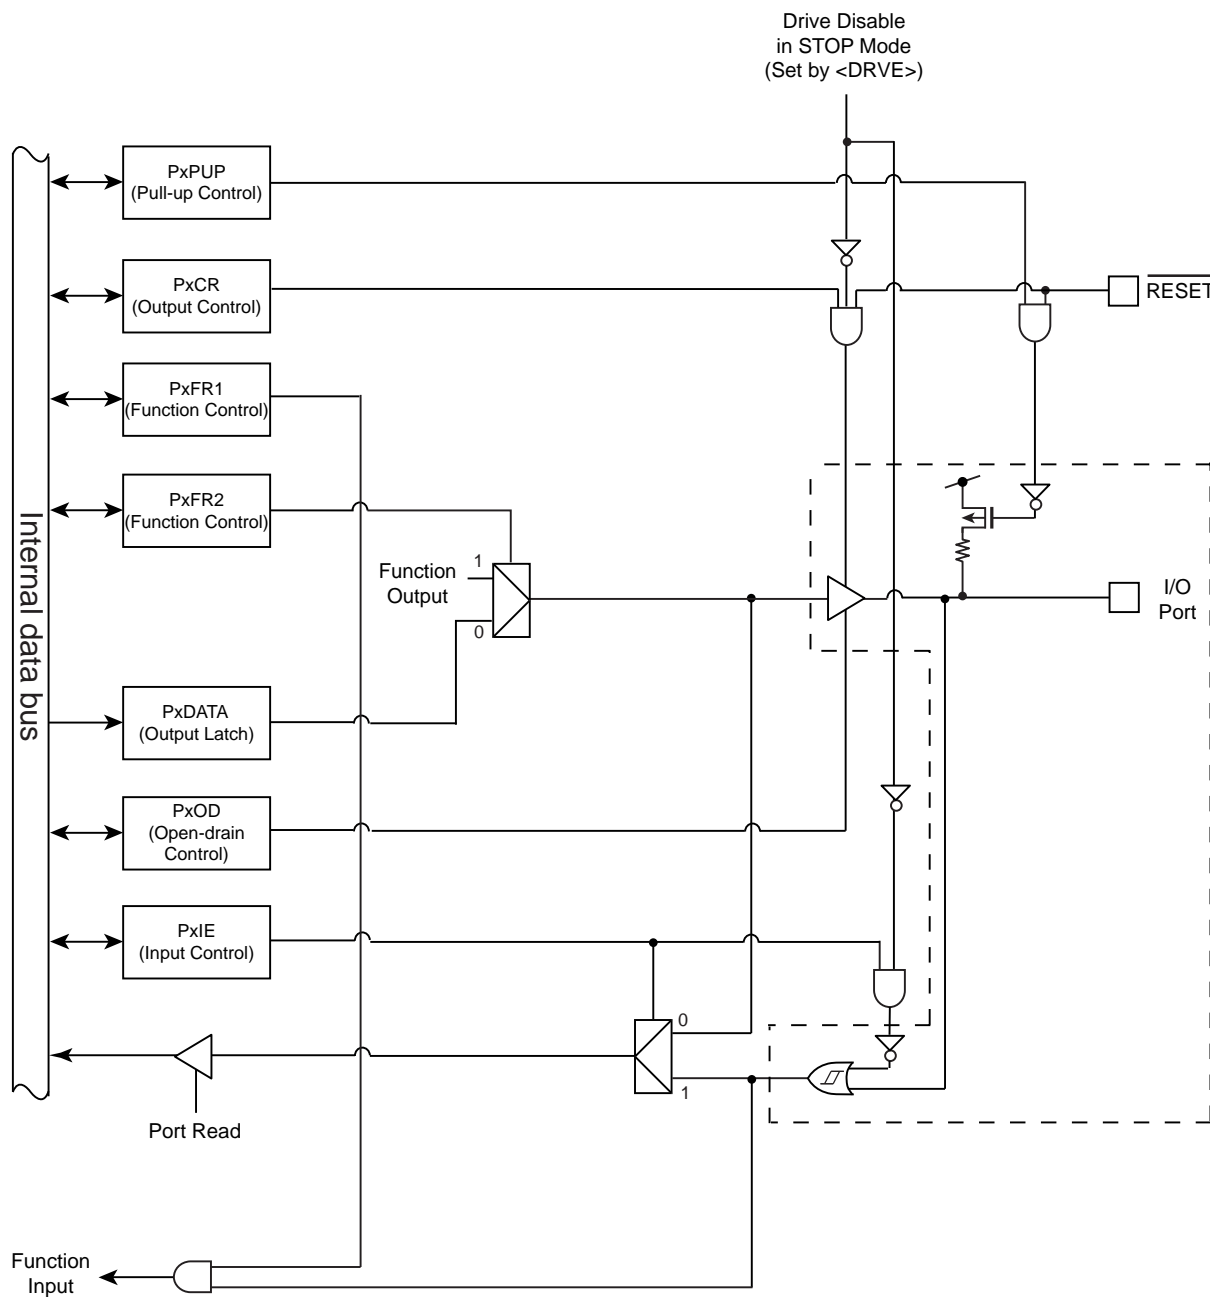 Drive Disable
in STOP Mode
(Set by <DRVE>)
PxPUP
(Pull-up Control)
PxCR
(Output Control)
RESET
PxFR1
(Function Control)
PxFR2
(Function Control)
Internal data bus
Function
Output
1
0
I/O
Port
PxDATA
(Output Latch)
PxOD
(Open-drain
Control)
PxIE
(Input Control)
0
1
Port Read
Function
Input